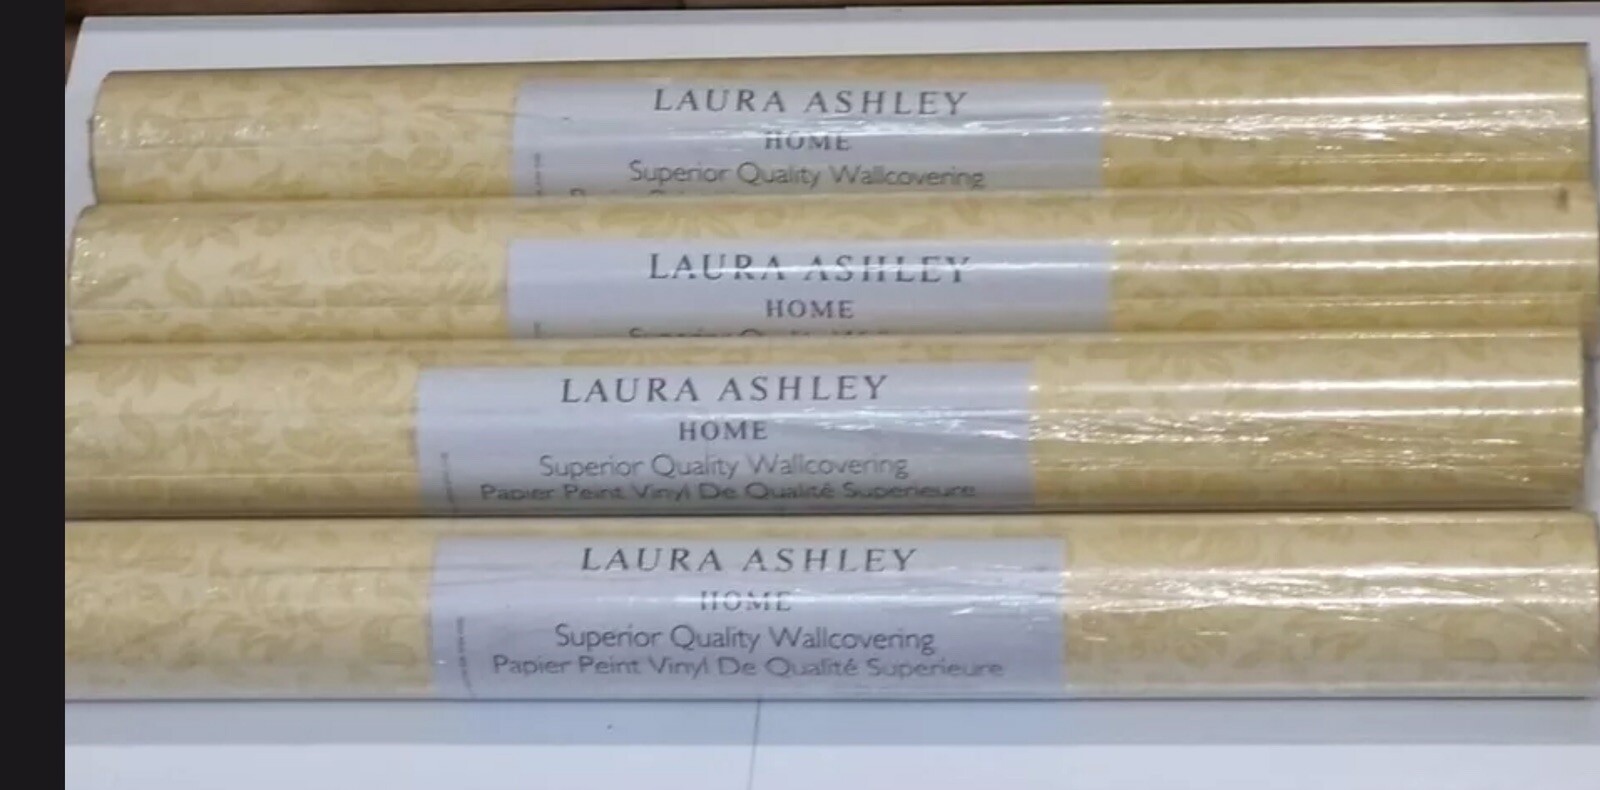 LAURA ASHLEY
HOME
Superior Quality Wallcovering
LAURA ASHLEY
HOME
LAURA ASHLEY
HOME
Superior Quality Wallcovering
Papier Peint Vinyl De Qualité Superieure
LAURA ASHLEY
HOME
Superior Quality Wallcovering
Papier Peint Vinyl De Qualité Superieure